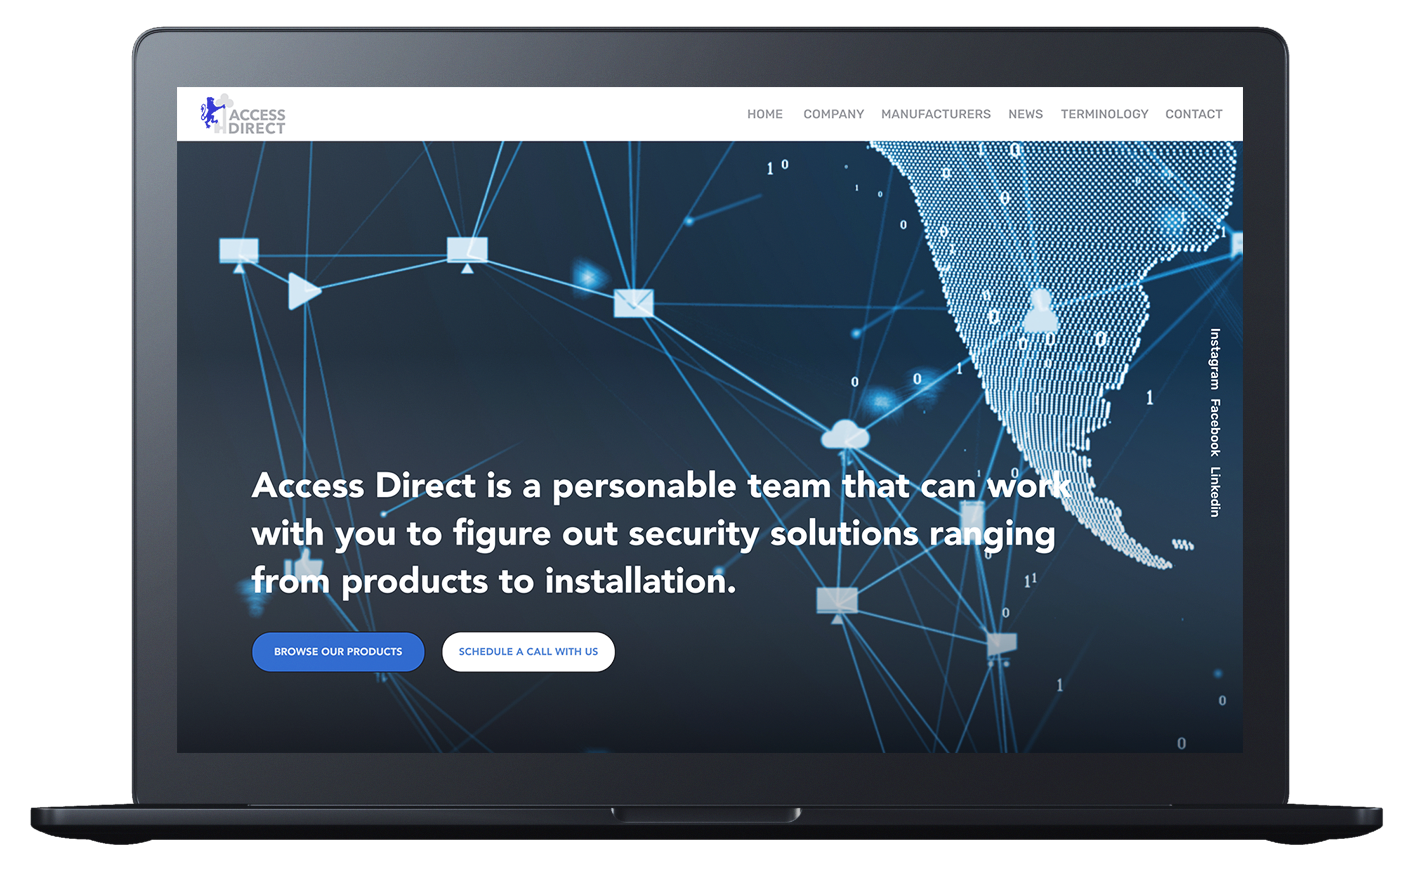 ACCESS
DIRECT
HOME COMPANY MANUFACTURERS NEWS TERMINOLOGY CONTACT
Access Direct is a personable team that can work
with you to figure out security solutions ranging
from products to installation.
BROWSE OUR PRODUCTS
SCHEDULE A CALL WITH US
Instagram Facebook Linkedin